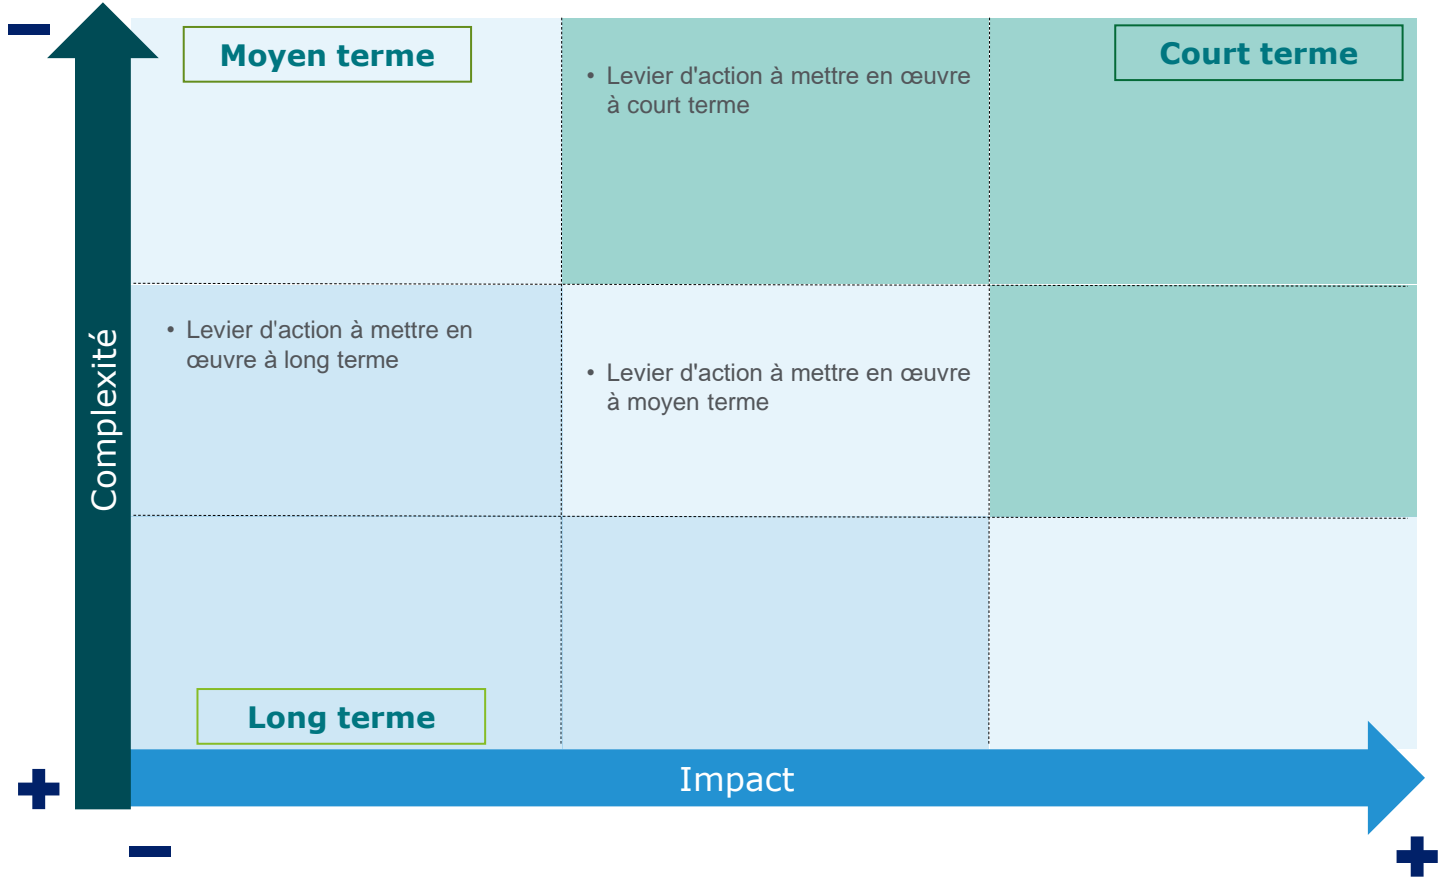 Moyen terme
Court terme
• Levier d'action à mettre en œuvre
à court terme
Complexité
• Levier d'action à mettre en
œuvre à long terme
• Levier d'action à mettre en œuvre
à moyen terme
Long terme
Impact